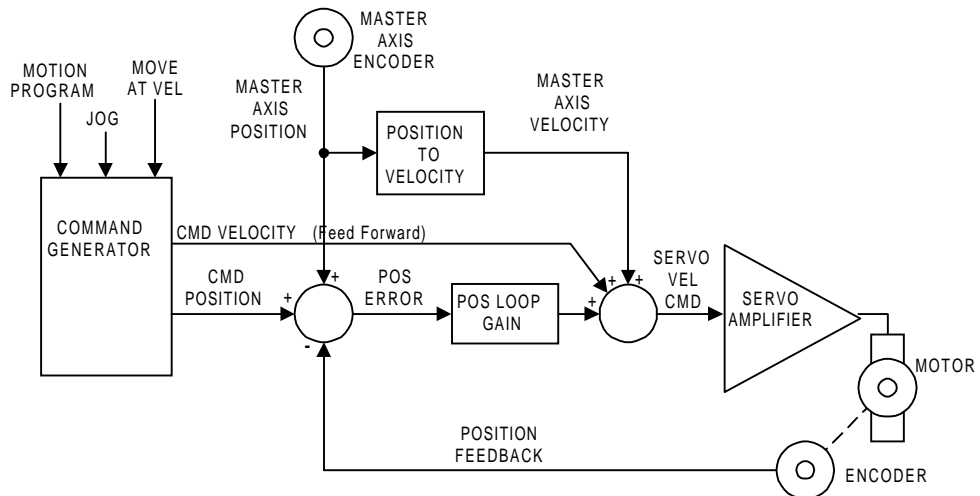 MASTER
AXIS
ENCODER
MOTION
PROGRAM
MOVE
AT VEL
JOG
MASTER
AXIS
POSITION
MASTER
AXIS
VELOCITY
POSITION
TO
VELOCITY
COMMAND
GENERATOR
CMD VELOCITY (Feed Forward)
CMD
POSITION
+
+
-
POS
ERROR
POS LOOP
GAIN
+
+
+
SERVO
VEL
CMD
SERVO
AMPLIFIER
MOTOR
POSITION
FEEDBACK
ENCODER